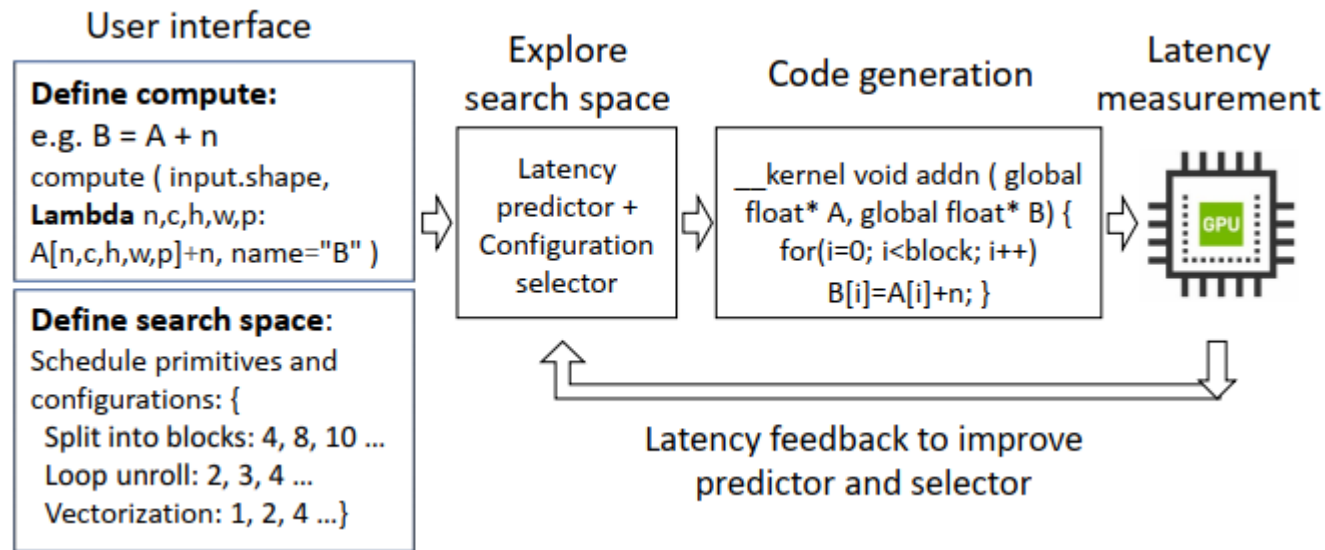 User interface
Define compute:
e.g. B = A + n
compute ( input.shape,
Lambda n,c,h,w,p:
A[n,c,h,w,p]+n, name="B" )
Define search space:
Schedule primitives and
configurations: {
Split into blocks: 4, 8, 10 ...
Loop unroll: 2, 3, 4 ...
Vectorization: 1, 2, 4 ...}
Explore
search space
Latency
predictor +
Configuration
selector
Code generation
__kernel void addn ( global
float* A, global float* B) {
for(i=0; i<block; i++)
B[i]=A[i]+n; }
Latency
measurement
GPU
Latency feedback to improve
predictor and selector